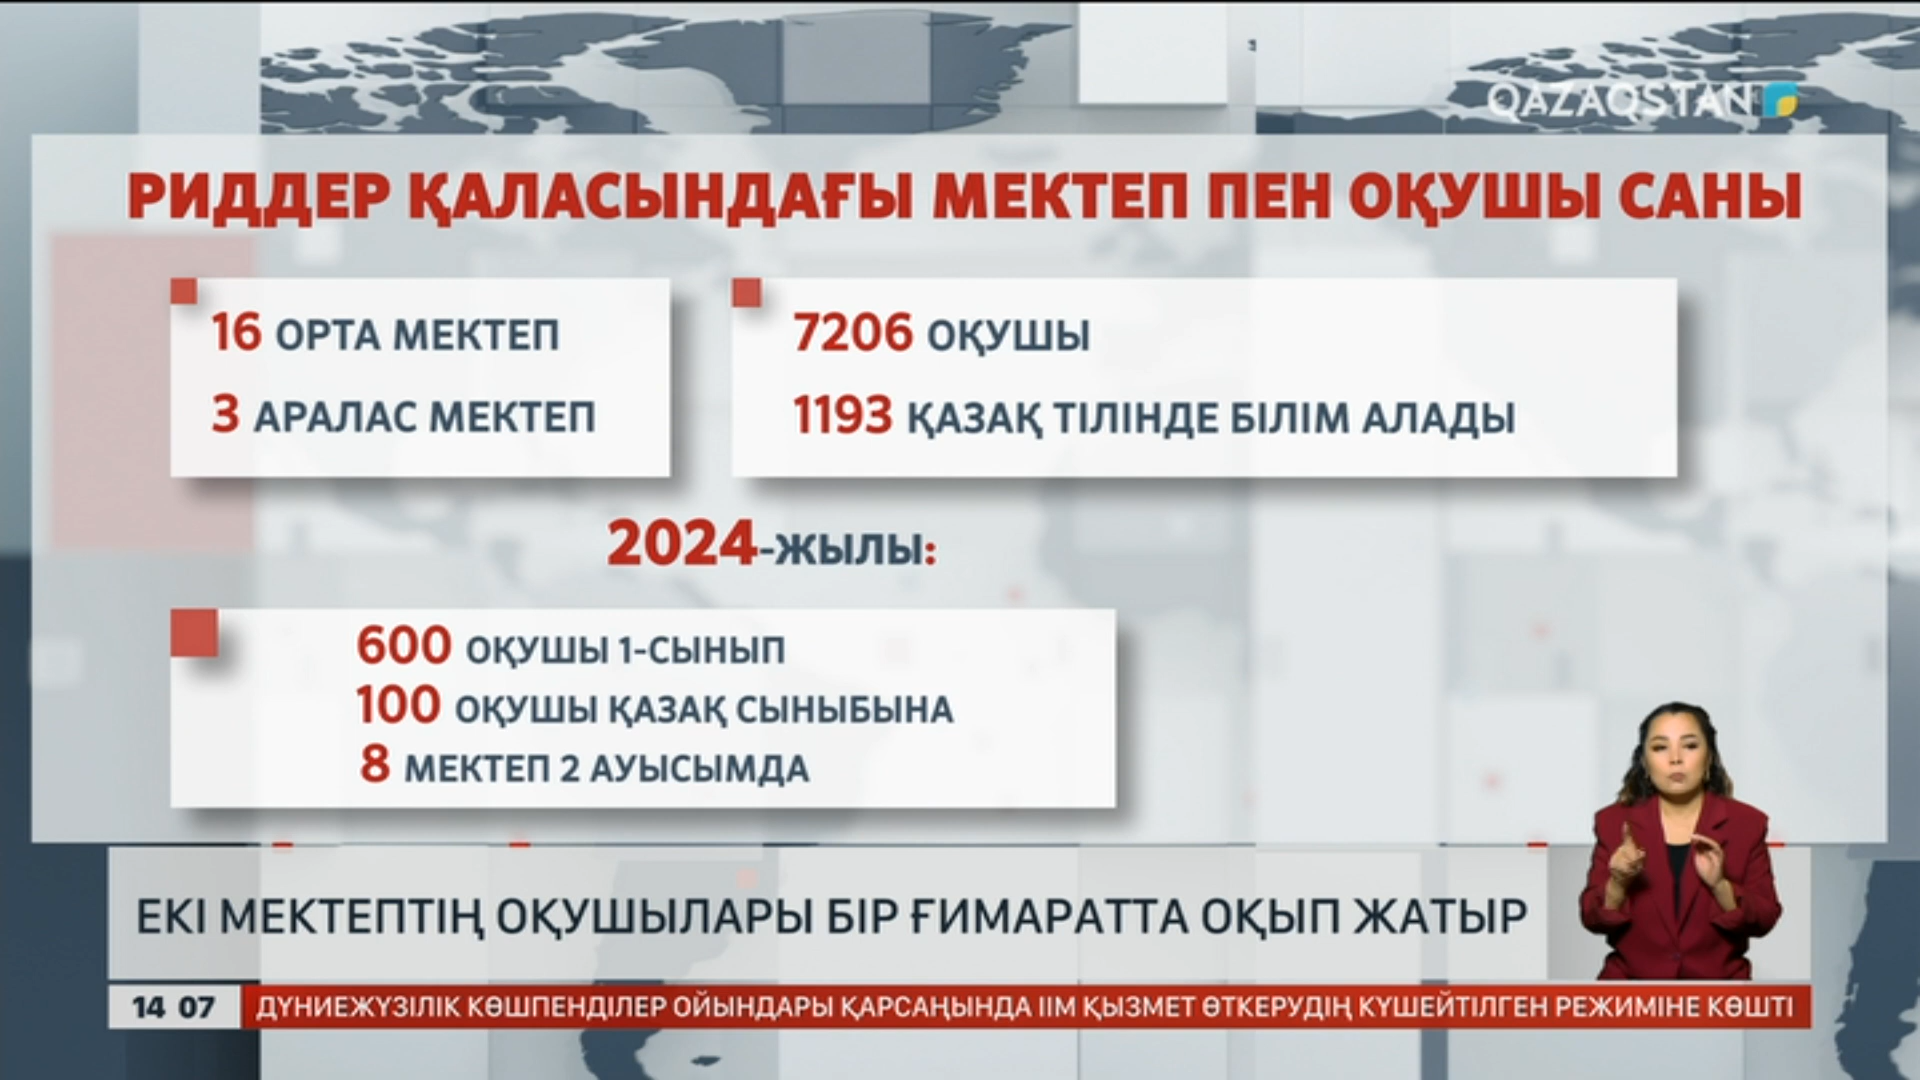 QAZAQSTAN
РИДДЕР ҚАЛАСЫНДАҒЫ МЕКТЕП ПЕН ОҚУШЫ САНЫ
16 ОРТА МЕКТЕП
3 АРАЛАС МЕКТЕП
7206 ОҚУШЫ
1193 ҚАЗАҚ ТІЛІНДЕ БІЛІМ АЛАДЫ
2024-ЖЫЛЫ:
600 ОҚУШЫ 1-СЫНЫП
100 ОҚУШЫ ҚАЗАҚ СЫНЫБЫНА
8 МЕКТЕП 2 АУЫСЫМДА
ЕКІ МЕКТЕПТІҢ ОҚУШЫЛАРЫ БІР ҒИМАРАТТА ОҚЫП ЖАТЫР
14 07 ДҮНИЕЖҮЗІЛІК КӨШПЕНДІЛЕР ОЙЫНДАРЫ ҚАРСАҢЫНДА ІІМ ҚЫЗМЕТ ӨТКЕРУДІҢ КҮШЕЙТІЛГЕН РЕЖИМІНЕ КӨШТІ